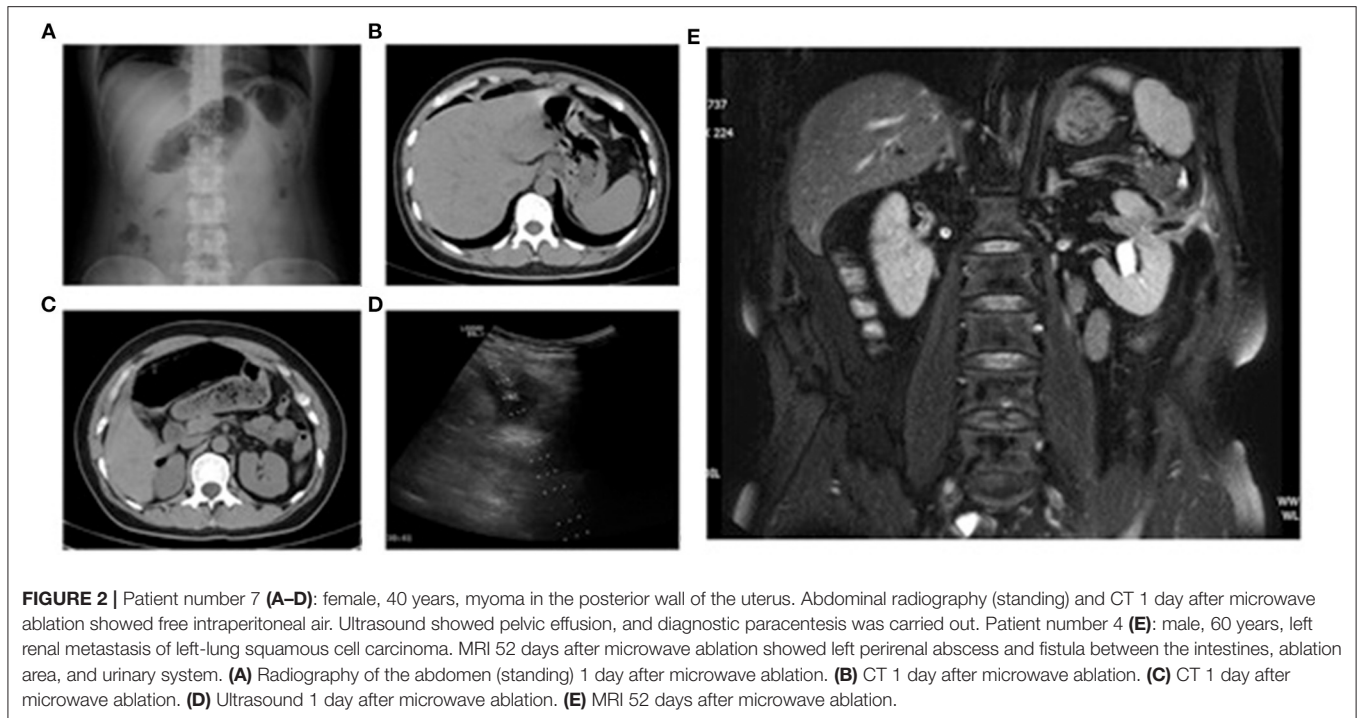 A
B
E
737
X 224
C
D
SL
WW
WL
FIGURE 2 | Patient number 7 (A–D): female, 40 years, myoma in the posterior wall of the uterus. Abdominal radiography (standing) and CT 1 day after microwave
ablation showed free intraperitoneal air. Ultrasound showed pelvic effusion, and diagnostic paracentesis was carried out. Patient number 4 (E): male, 60 years, left
renal metastasis of left-lung squamous cell carcinoma. MRI 52 days after microwave ablation showed left perirenal abscess and fistula between the intestines, ablation
area, and urinary system. (A) Radiography of the abdomen (standing) 1 day after microwave ablation. (B) CT 1 day after microwave ablation. (C) CT 1 day after
microwave ablation. (D) Ultrasound 1 day after microwave ablation. (E) MRI 52 days after microwave ablation.